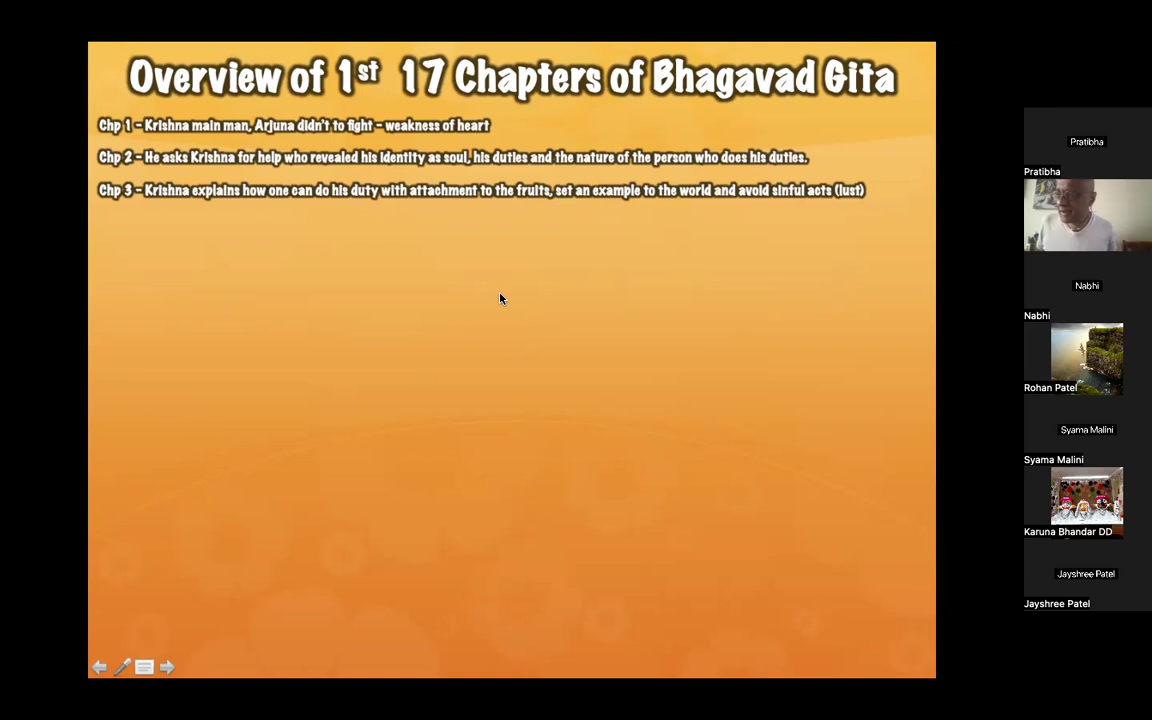 Overview of 1st 17 Chapters of Bhagavad Gita
Chp 1 - Krishna main man, Arjuna didn't to fight - weakness of heart
Chp 2 - He asks Krishna for help who revealed his identity as soul, his duties and the nature of the person who does his duties.
Chp 3 - Krishna explains how one can do his duty with attachment to the fruits, set an example to the world and avoid sinful acts (lust)
Pratibha
Pratibha
Nabhi
Nabhi
Rohan Patel
Syama Malini
Syama Malini
Karuna Bhandar DD
Jayshree Patel
Jayshree Patel